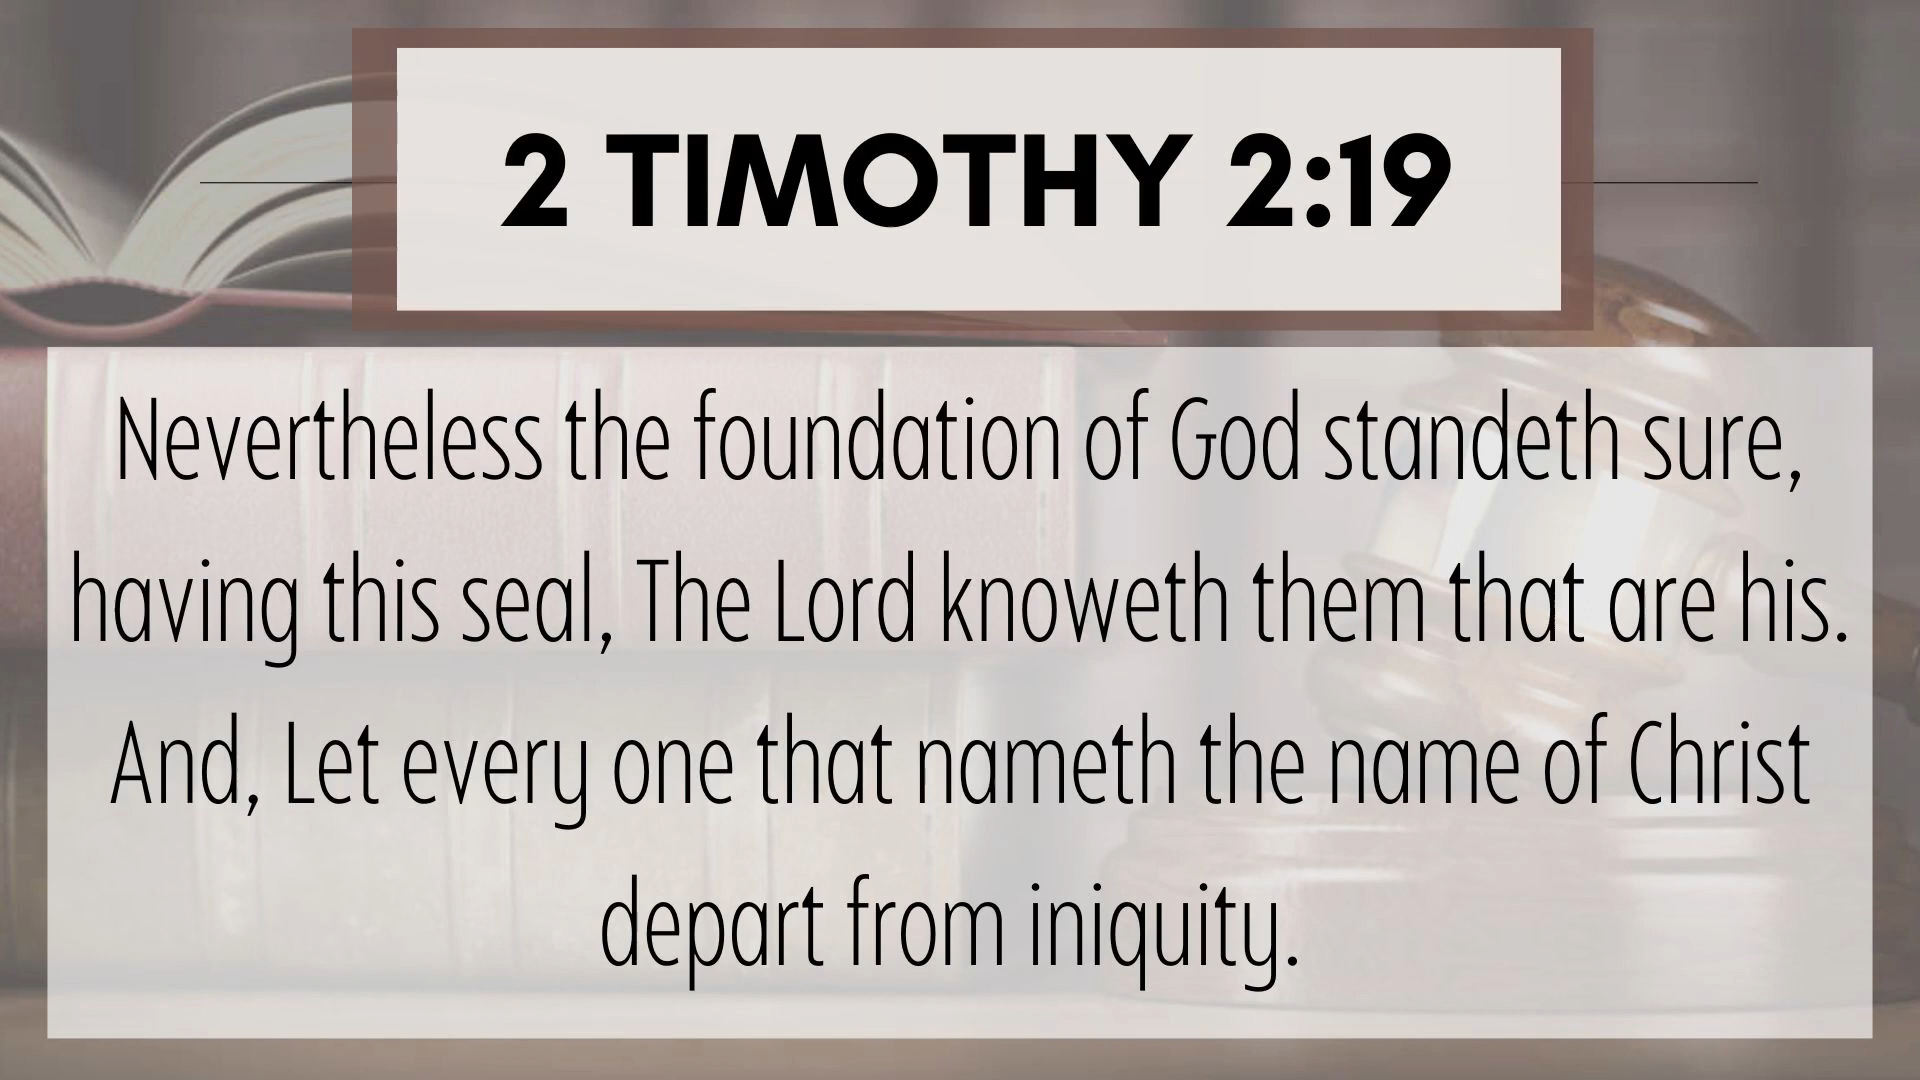 2 TIMOTHY 2:19
Nevertheless the foundation of God standeth sure,
having this seal, The Lord knoweth them that are his.
And, Let every one that nameth the name of Christ
depart from iniquity.